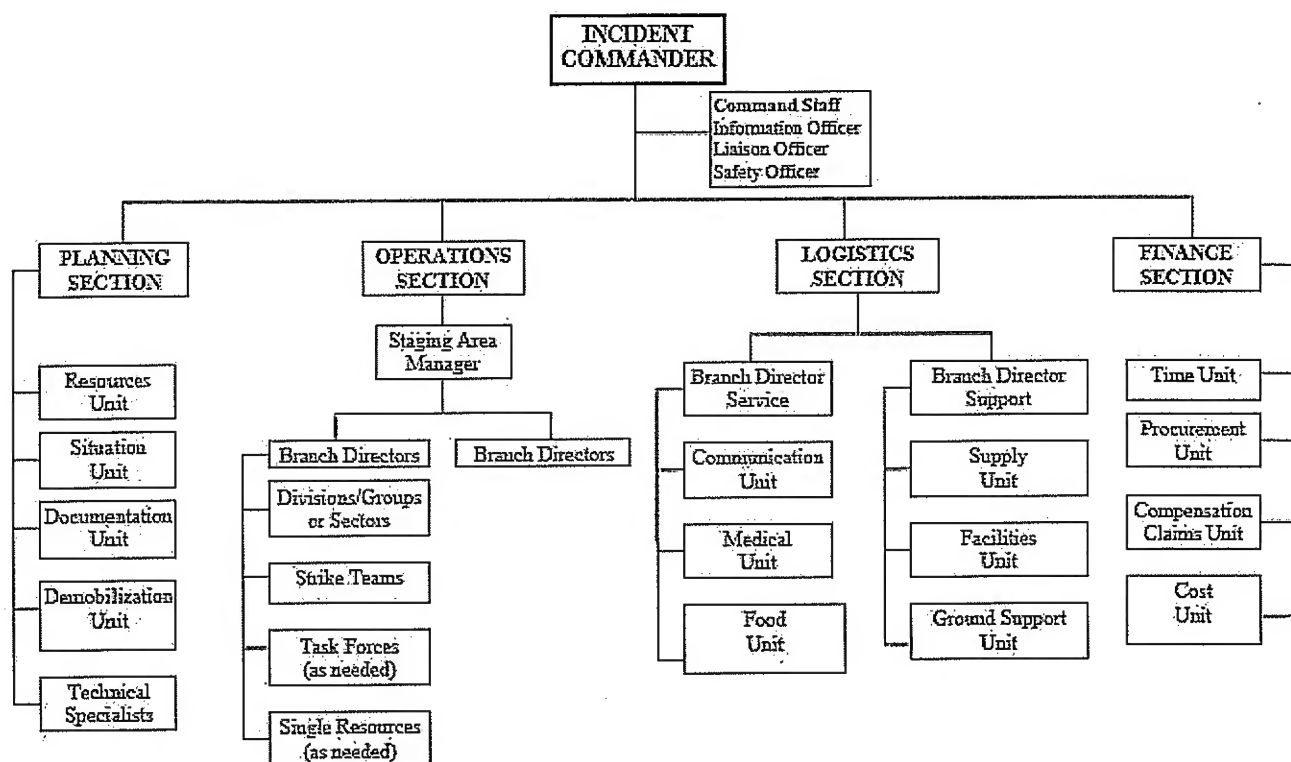 INCIDENT
COMMANDER
Command Staff
Information Officer
Liaison Officer
Safety Officer
PLANNING
SECTION
OPERATIONS
SECTION
LOGISTICS
SECTION
FINANCE
SECTION
Resources
Unit
Situation
Unit
Documentation
Unit
Demobilization
Unit
Technical
Specialists
Staging Area
Manager
Branch Directors
Branch Directors
Divisions/Groups
or Sectors
Strike Teams
Task Forces
(as needed)
Single Resources
(as needed)
Branch Director
Service
Communication
Unit
Medical
Unit
Food
Unit
Branch Director
Support
Supply
Unit
Facilities
Unit
Ground Support
Unit
Time Unit
Procurement
Unit
Compensation
Claims Unit
Cost
Unit